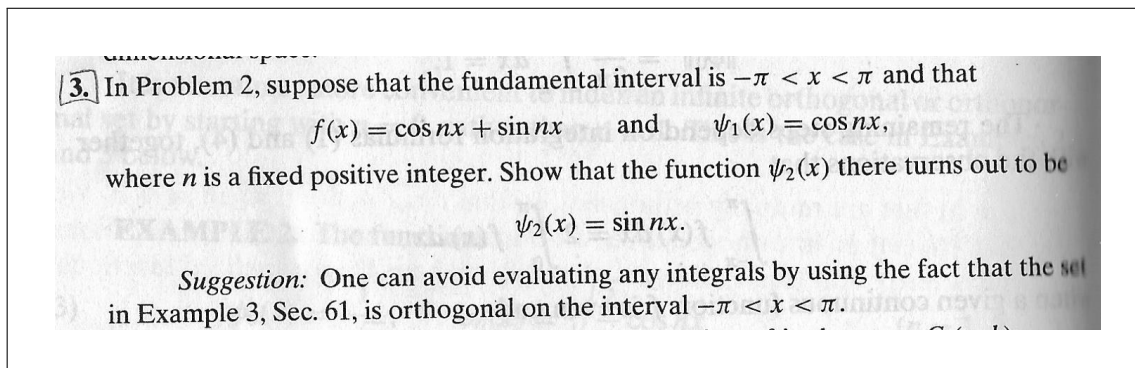 3. In Problem 2, suppose that the fundamental interval is −π < x < π and that
f(x) = cos nx + sin nx and ψ₁(x) = cos nx,
where n is a fixed positive integer. Show that the function ψ₂(x) there turns out to be
ψ₂(x) = sin nx.
Suggestion: One can avoid evaluating any integrals by using the fact that the set
in Example 3, Sec. 61, is orthogonal on the interval −π < x < π.